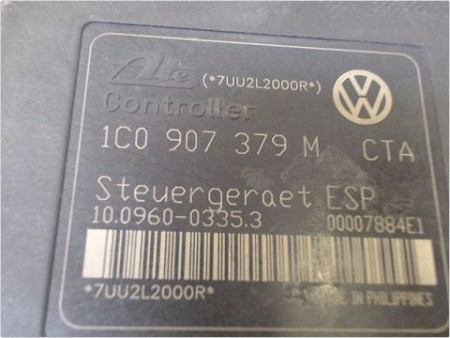 Ate (*7UU2L2000R*)
Controller
1C0 907 379 M CTA
Steuergeraet ESP
10.0960-0335.3 00007884E1
*7UU2L2000R*
MADE IN PHILIPPINES